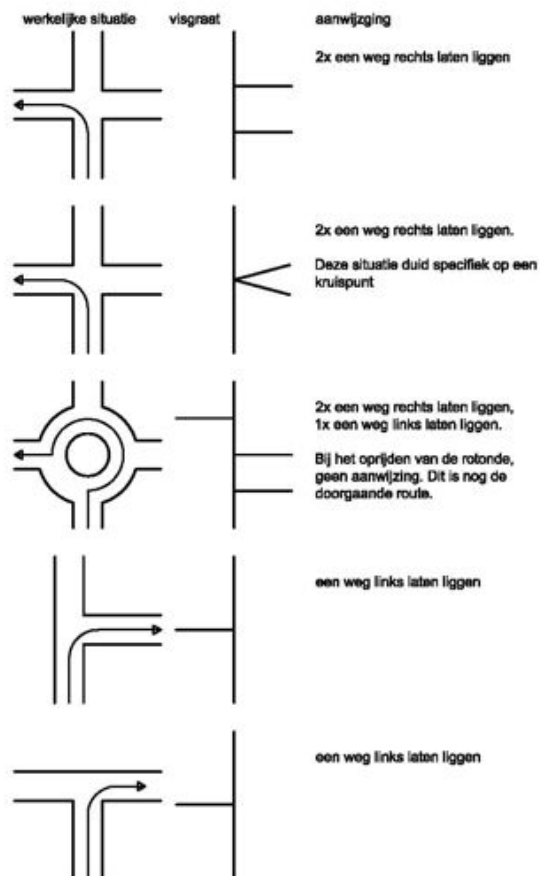 werkelijke situatie visgraat aanwijzging
2x een weg rechts laten liggen
2x een weg rechts laten liggen.
Deze situatie duid specifiek op een
kruispunt
2x een weg rechts laten liggen,
1x een weg links laten liggen.
Bij het oprijden van de rotonde,
geen aanwijzing. Dit is nog de
doorgaande route.
een weg links laten liggen
een weg links laten liggen